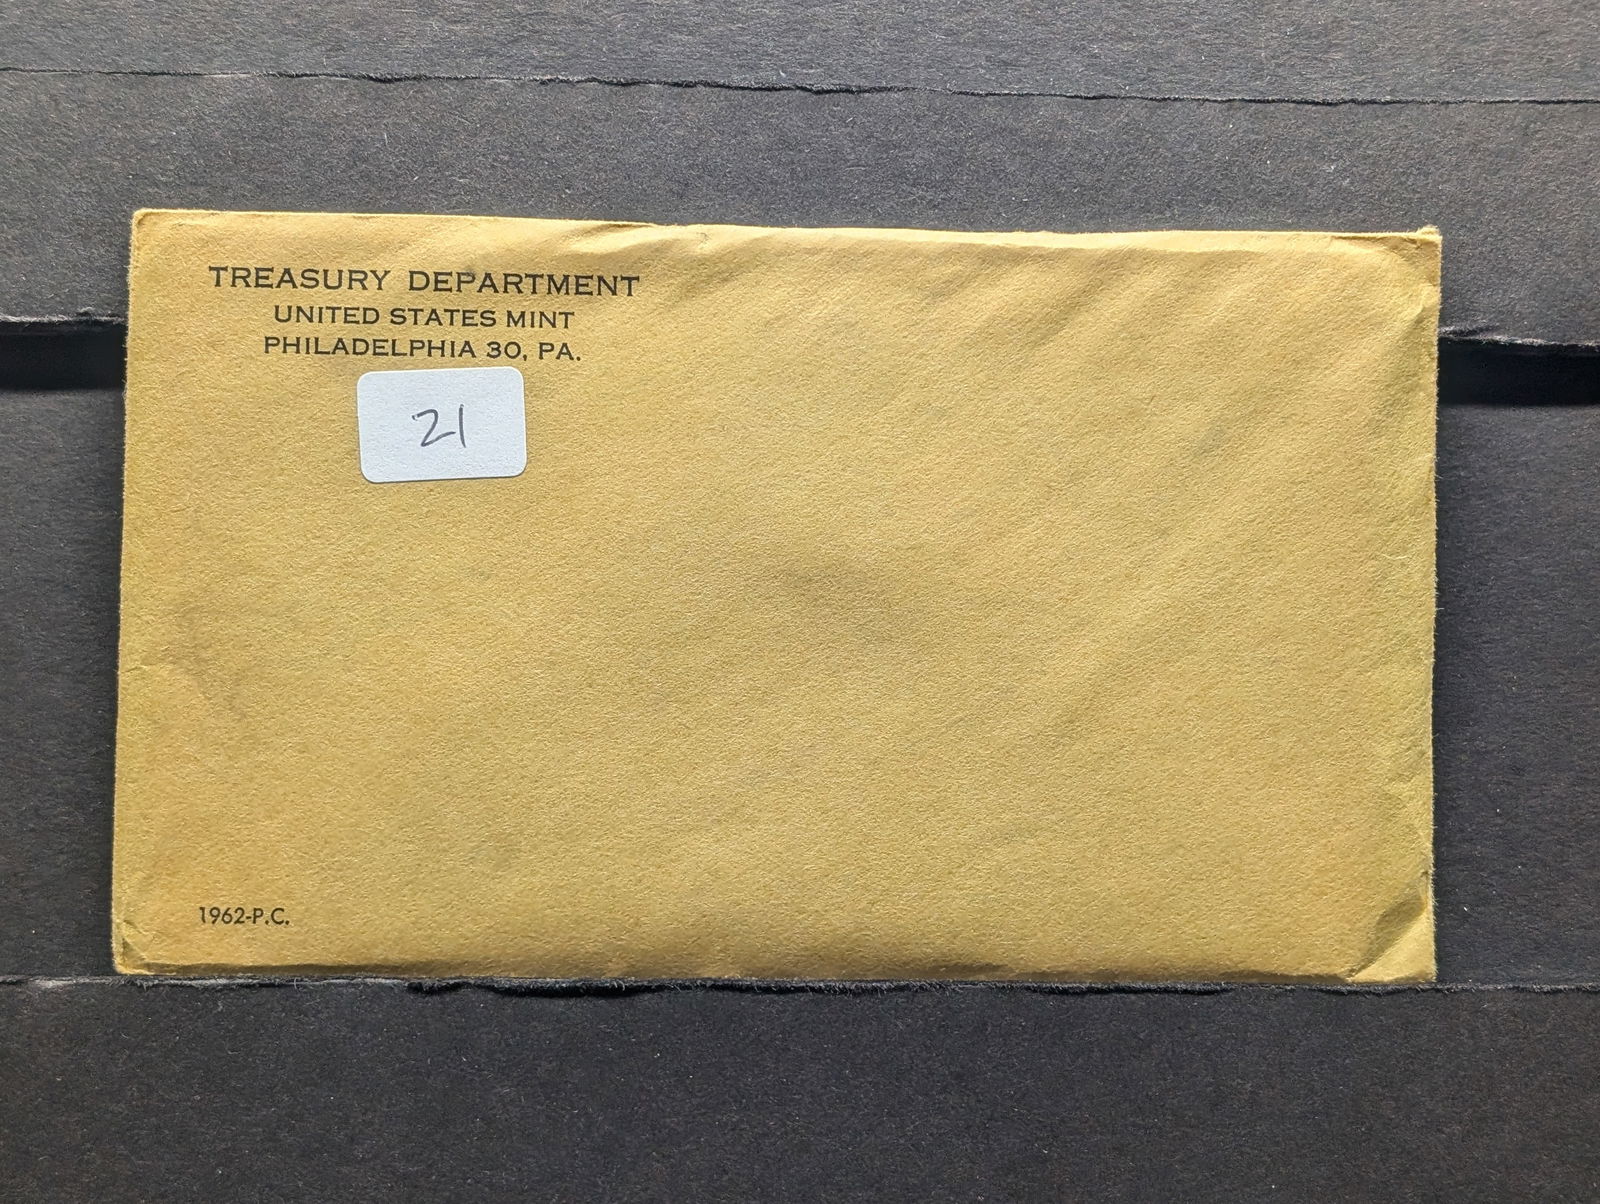 TREASURY DEPARTMENT
UNITED STATES MINT
PHILADELPHIA 30, PA.
21
1962-P.C.